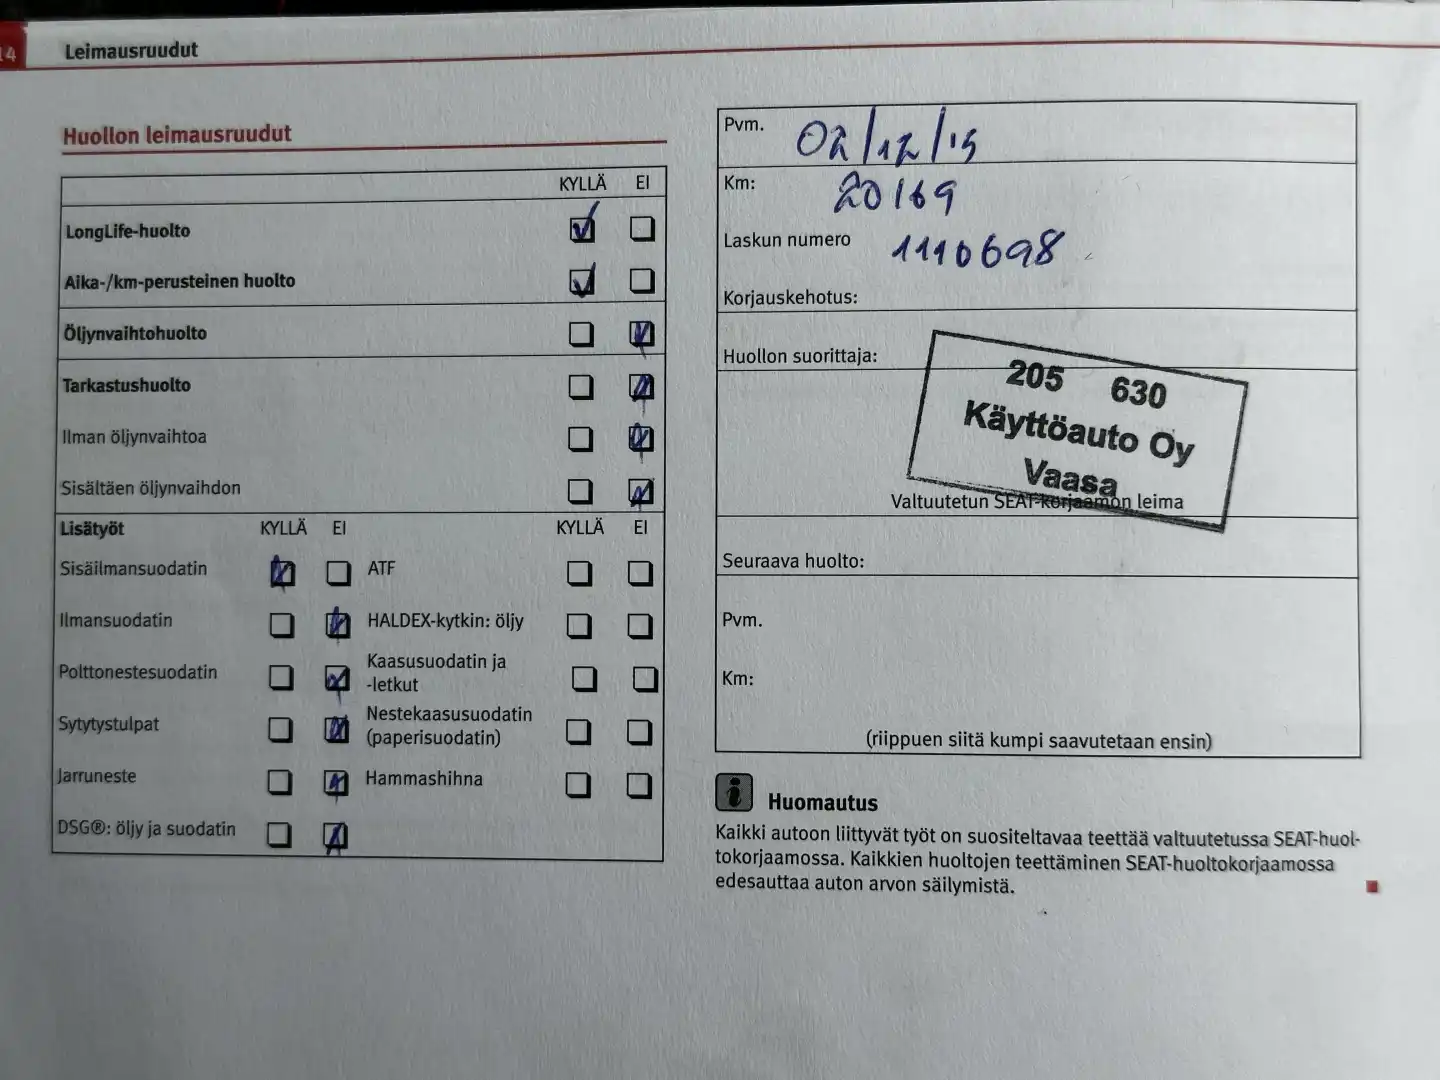 14
Leimausruudut
Huollon leimausruudut
KYLLÄ EI
LongLife-huolto
Aika-/km-perusteinen huolto
Öljynvaihtohuolto
Tarkastushuolto
Ilman öljynvaihtoa
Sisältäen öljynvaihdon
Lisätyöt KYLLÄ EI KYLLÄ EI
Sisäilmansuodatin ATF
Ilmansuodatin HALDEX-kytkin: öljy
Polttonestesuodatin Kaasusuodatin ja
-letkut
Sytytystulpat Nestekaasusuodatin
(paperisuodatin)
Jarruneste Hammashihna
DSG®: öljy ja suodatin
Pvm. 02/12/15
Km: 20169
Laskun numero 1110698
Korjauskehotus:
Huollon suorittaja:
205 630
Käyttöauto Oy
Vaasa
Valtuutetun SEAT-korjaamon leima
Seuraava huolto:
Pvm.
Km:
(riippuen siitä kumpi saavutetaan ensin)
i Huomautus
Kaikki autoon liittyvät työt on suositeltavaa teettää valtuutetussa SEAT-huol-
tokorjaamossa. Kaikkien huoltojen teettäminen SEAT-huoltokorjaamossa
edesauttaa auton arvon säilymistä.